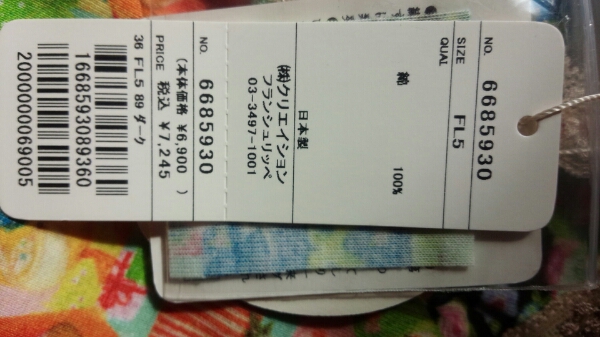 NO. 6685930
SIZE FL5
QUAL
綿 100%
日本製
㈱クリエイション
フランシュリッペ
03-3497-1001
NO. 6685930
(本体価格 ¥6,900 )
PRICE 税込 ¥7,245
36 FL5 89 ダーク
1668593089360
2000000069005